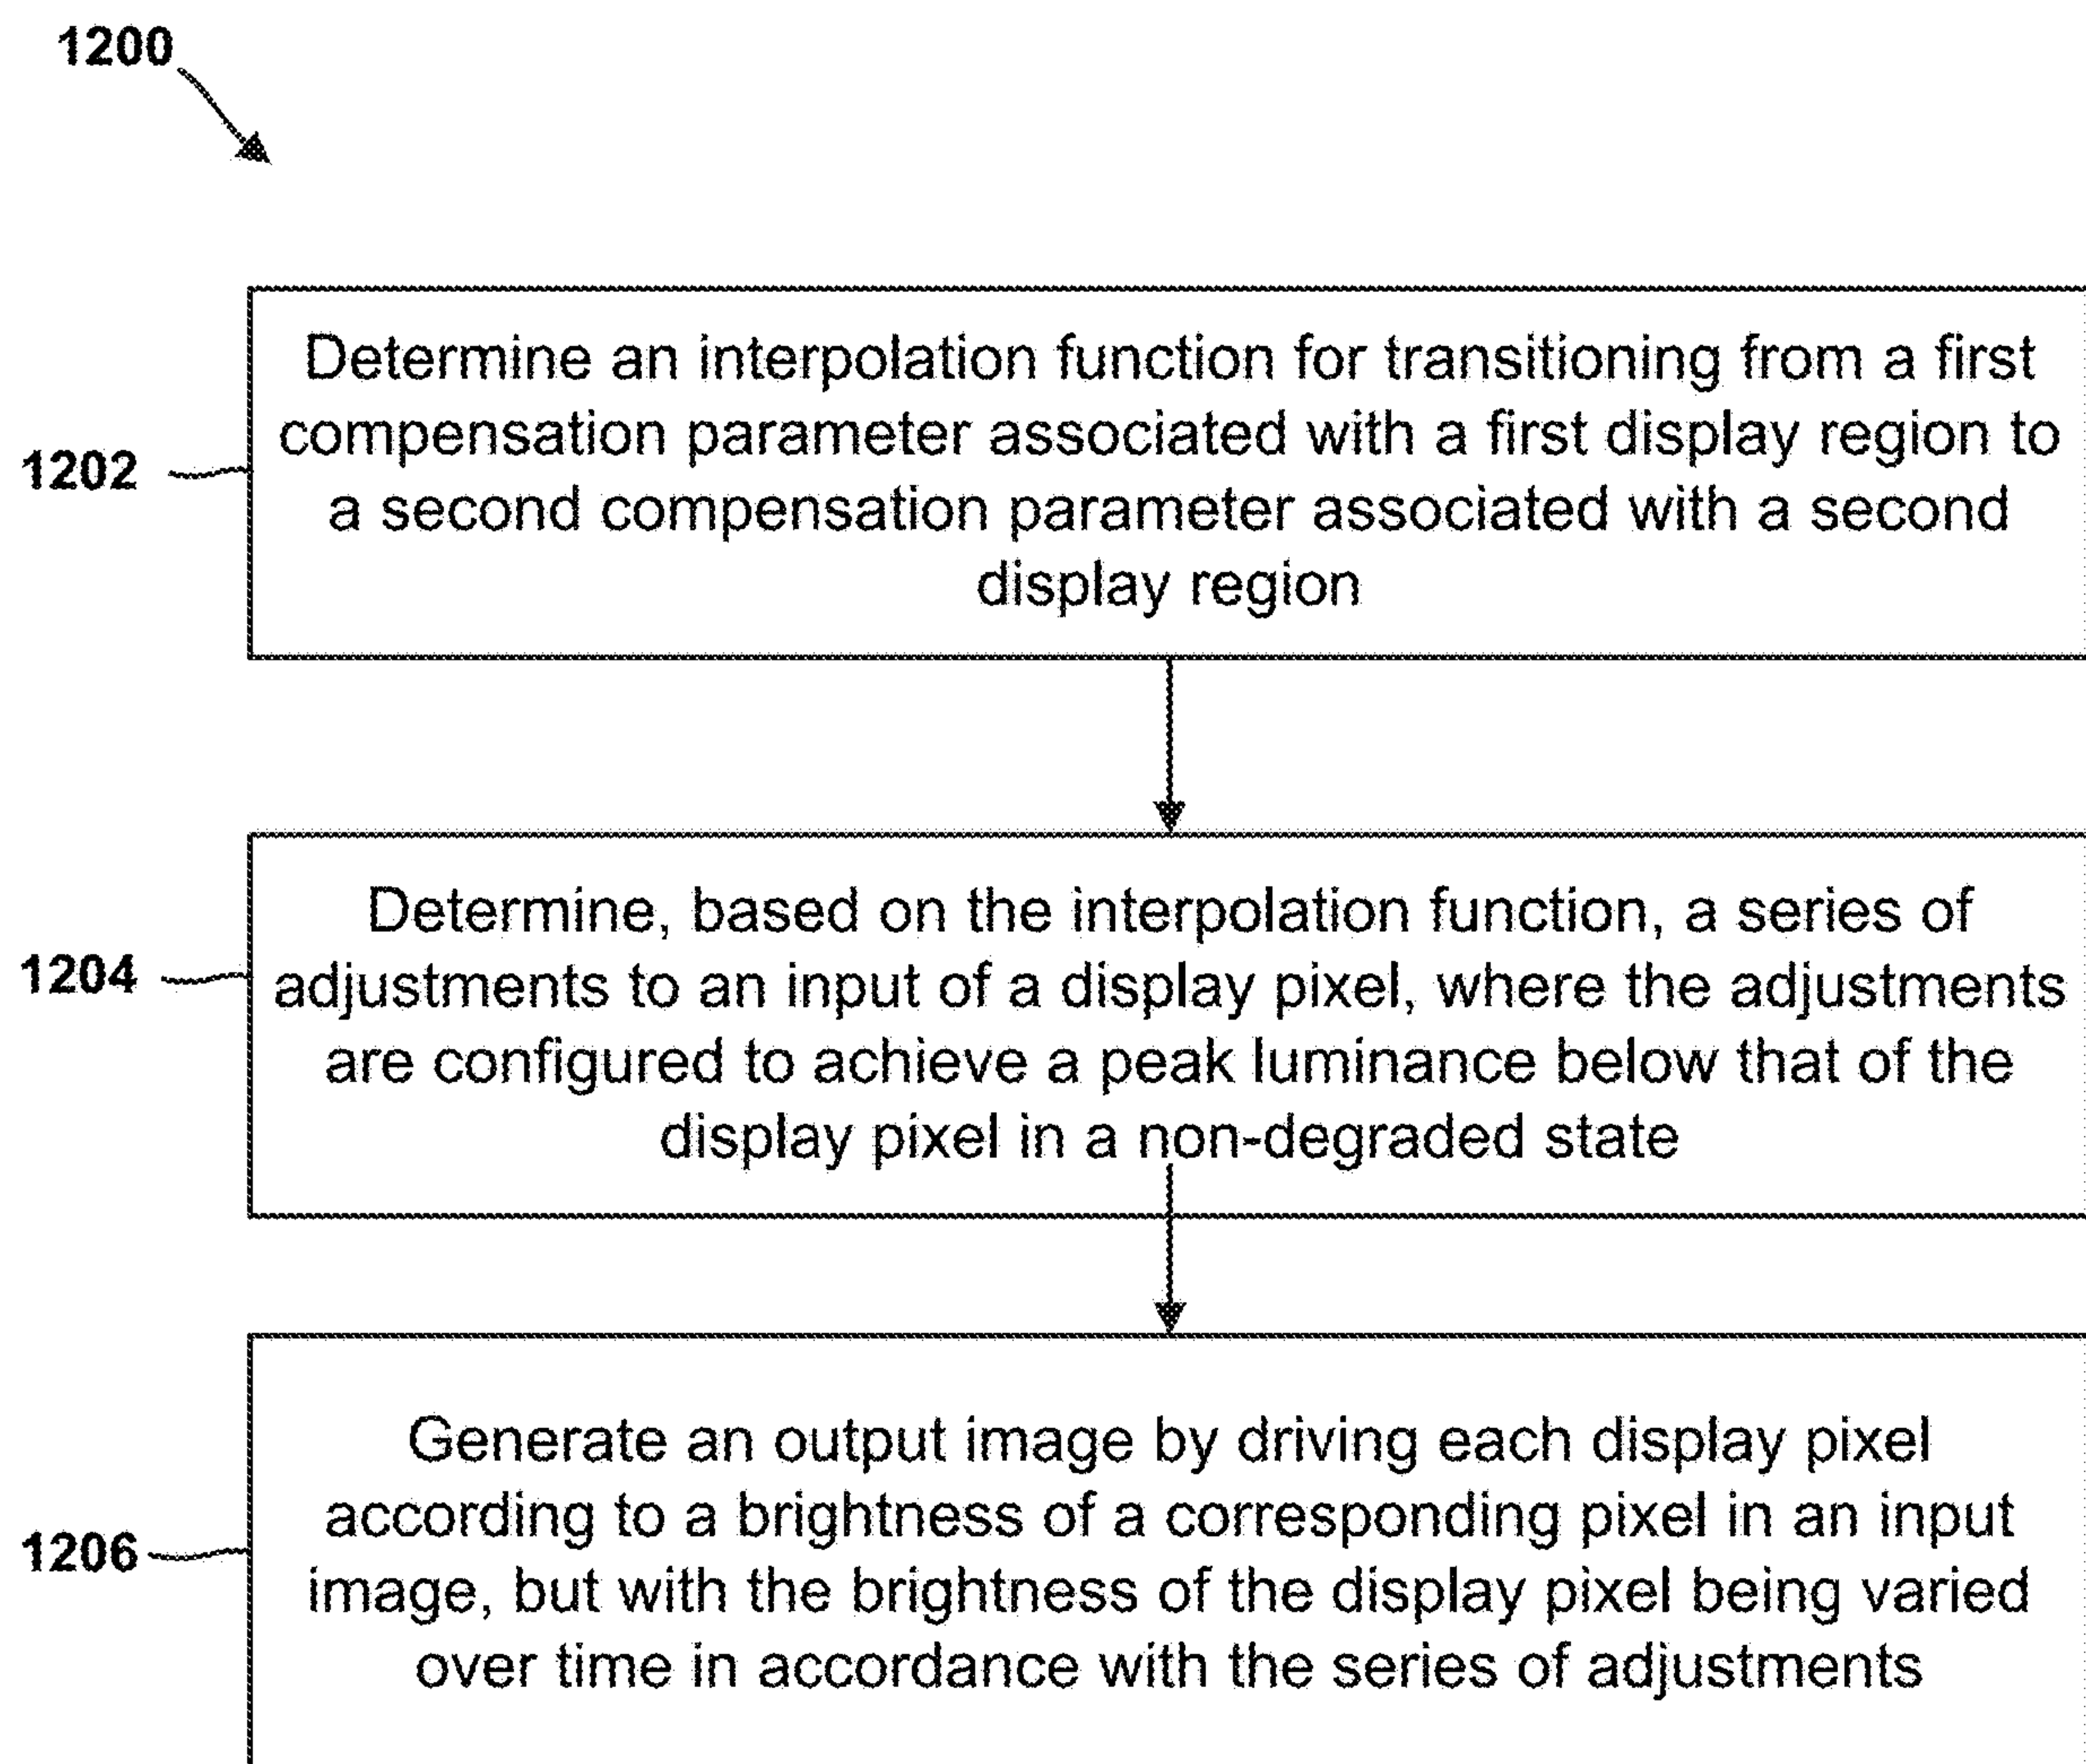 1200
Determine an interpolation function for transitioning from a first
compensation parameter associated with a first display region to
1202
a second compensation parameter associated with a second
display region
Determine, based on the interpolation function, a series of
1204
adjustments to an input of a display pixel, where the adjustments
are configured to achieve a peak luminance below that of the
display pixel in a non-degraded state
Generate an output image by driving each display pixel
according to a brightness of a corresponding pixel in an input
1206
image, but with the brightness of the display pixel being varied
over time in accordance with the series of adjustments